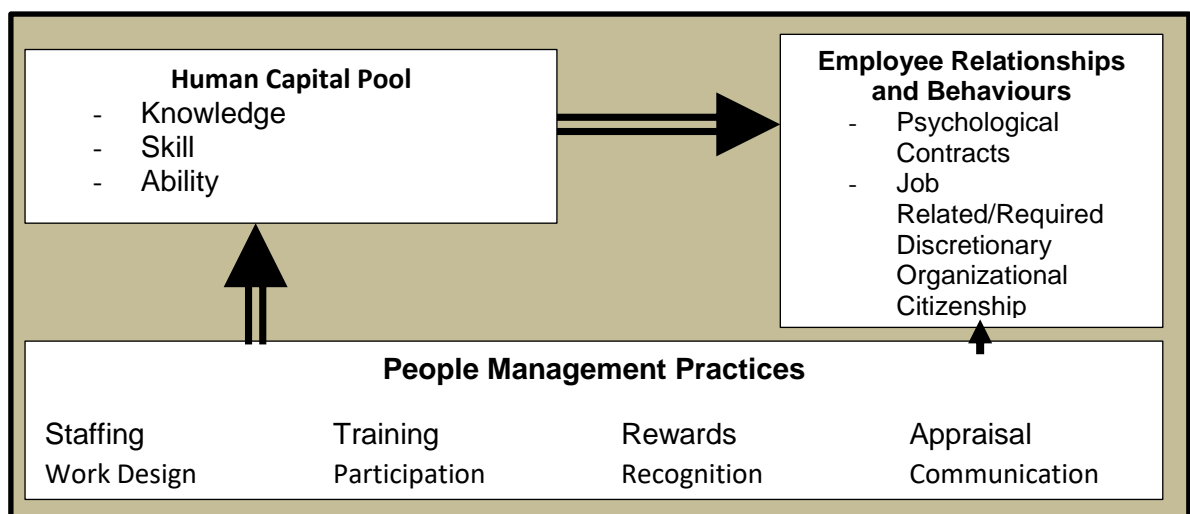 Human Capital Pool
- Knowledge
- Skill
- Ability
Employee Relationships
and Behaviours
- Psychological
Contracts
- Job
Related/Required
Discretionary
Organizational
Citizenship
People Management Practices
Staffing Training Rewards Appraisal
Work Design Participation Recognition Communication